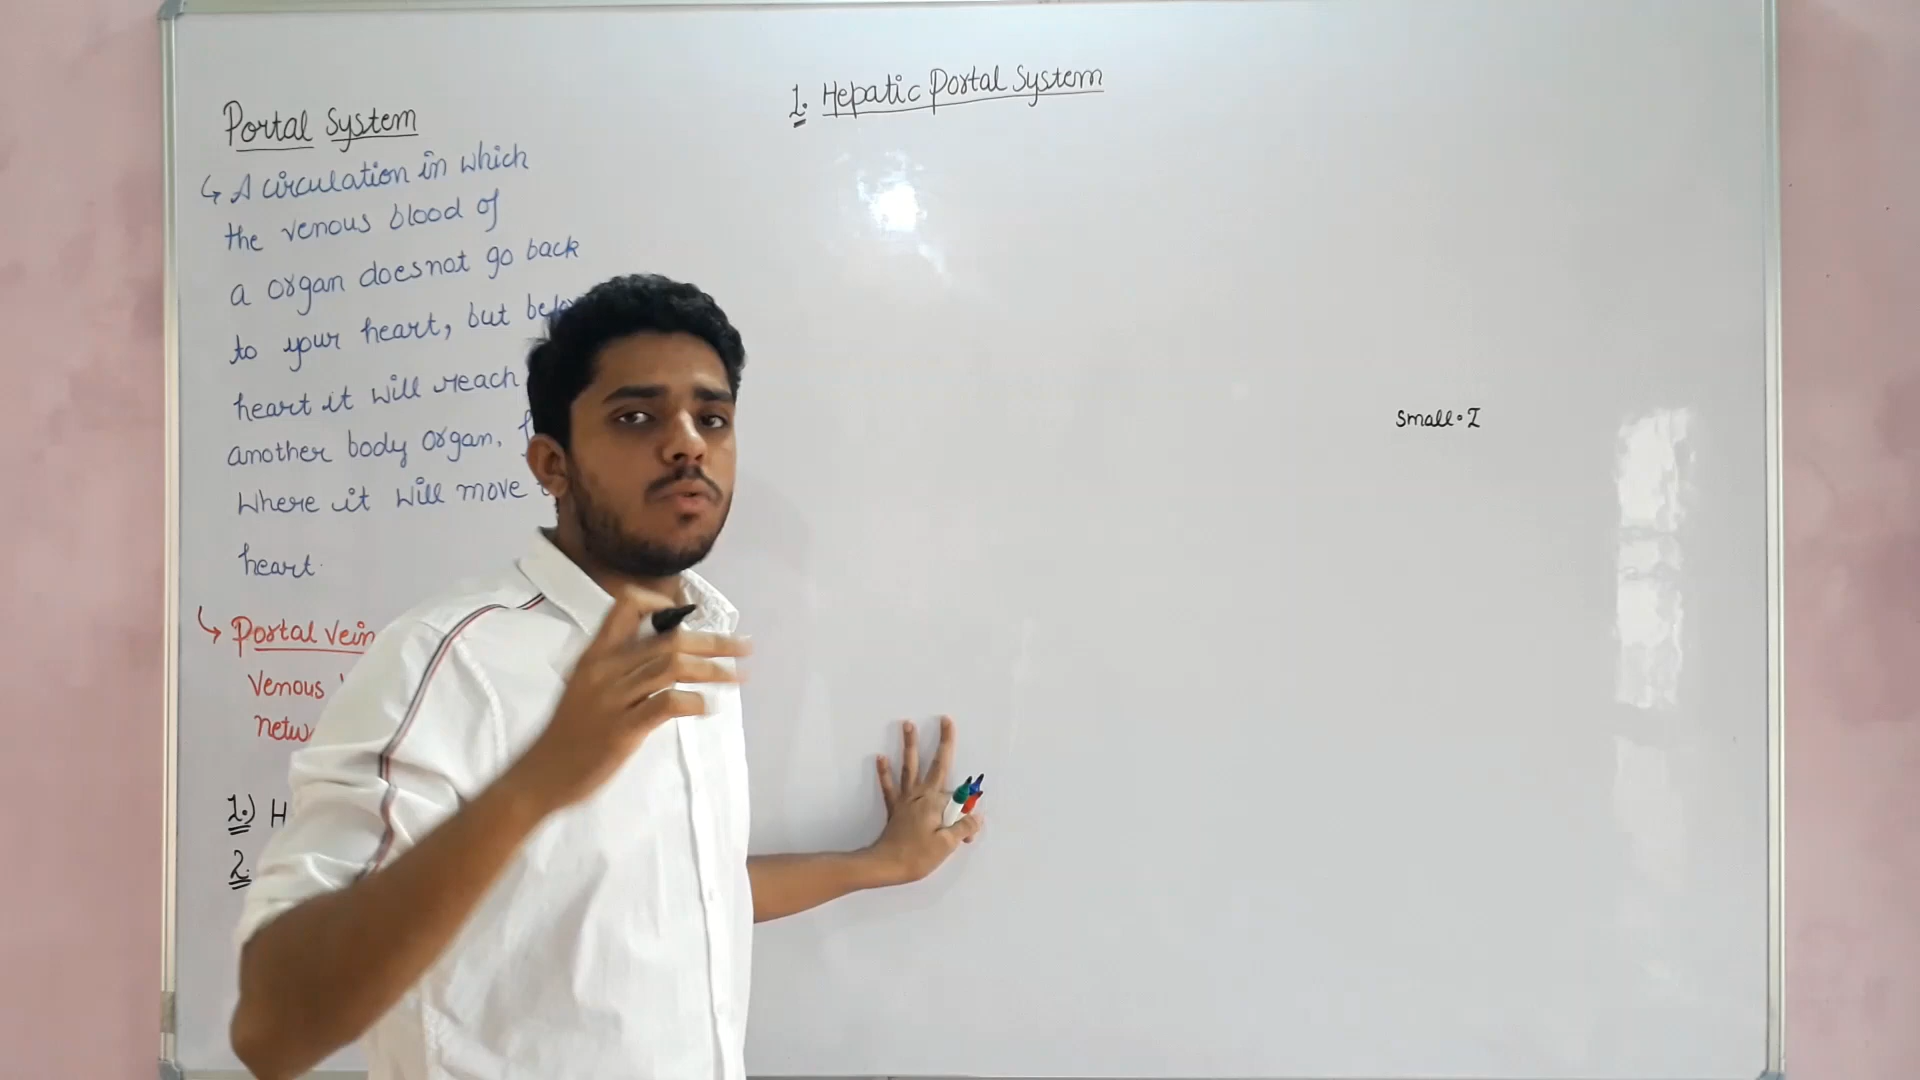 Portal System
↳ A circulation in which
the venous blood of
a organ doesnot go back
to your heart, but
heart it will reach
another body organ,
Where it will move
heart.
↳ Portal Vein
Venous
1.) H
2.
1. Hepatic Portal System
Small • I